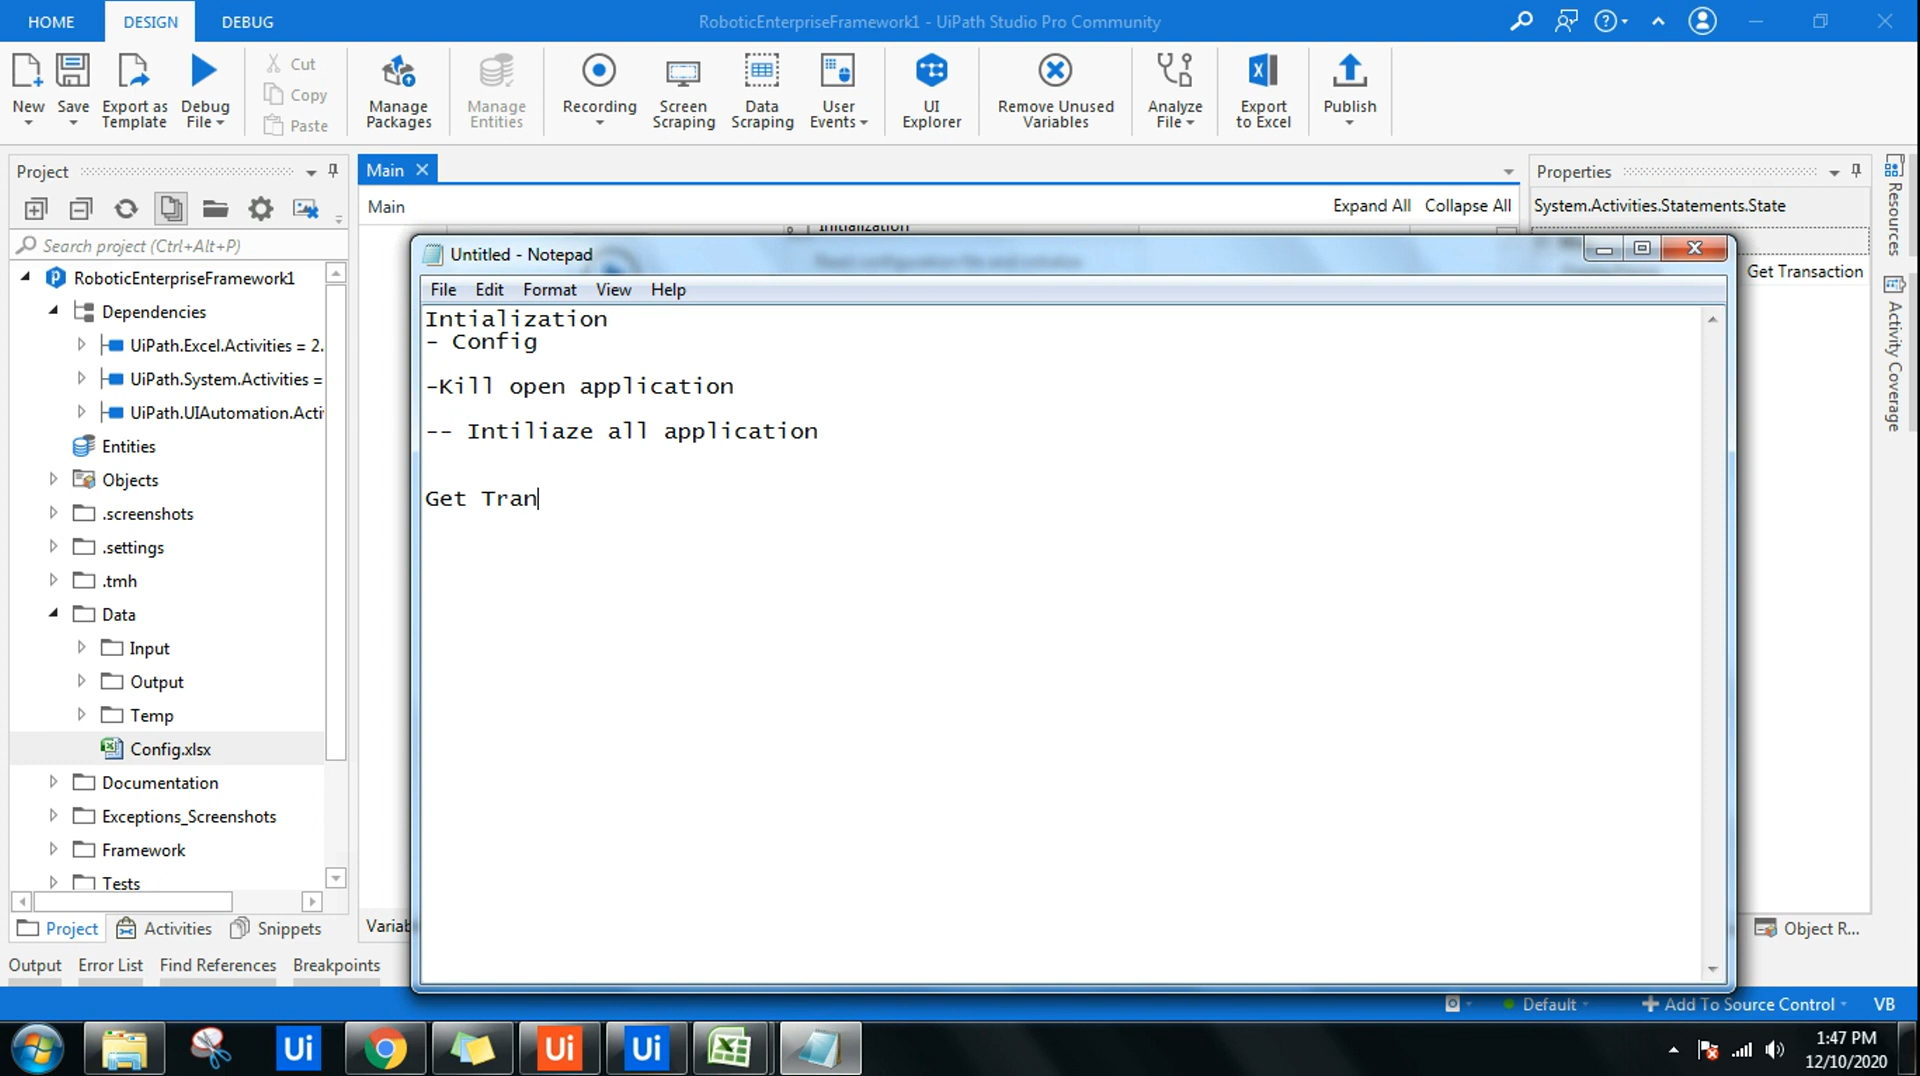 HOME DESIGN DEBUG RoboticEnterpriseFramework1 - UiPath Studio Pro Community
New
Save
Export as Template
Debug File
Cut
Copy
Paste
Manage Packages
Manage Entities
Recording
Screen Scraping
Data Scraping
User Events
UI Explorer
Remove Unused Variables
Analyze File
Export to Excel
Publish
Project
Search project (Ctrl+Alt+P)
RoboticEnterpriseFramework1
Dependencies
UiPath.Excel.Activities = 2.
UiPath.System.Activities =
UiPath.UIAutomation.Acti
Entities
Objects
.screenshots
.settings
.tmh
Data
Input
Output
Temp
Config.xlsx
Documentation
Exceptions_Screenshots
Framework
Tests
Project Activities Snippets
Output Error List Find References Breakpoints
Main
Main Expand All Collapse All
Initialization
Untitled - Notepad
File Edit Format View Help
Intialization
- Config
-Kill open application
-- Intiliaze all application
Get Tran
Variab
Properties
System.Activities.Statements.State
Get Transaction
Resources
Activity Coverage
Object R...
Default Add To Source Control VB
Ui
Ui
Ui
1:47 PM
12/10/2020